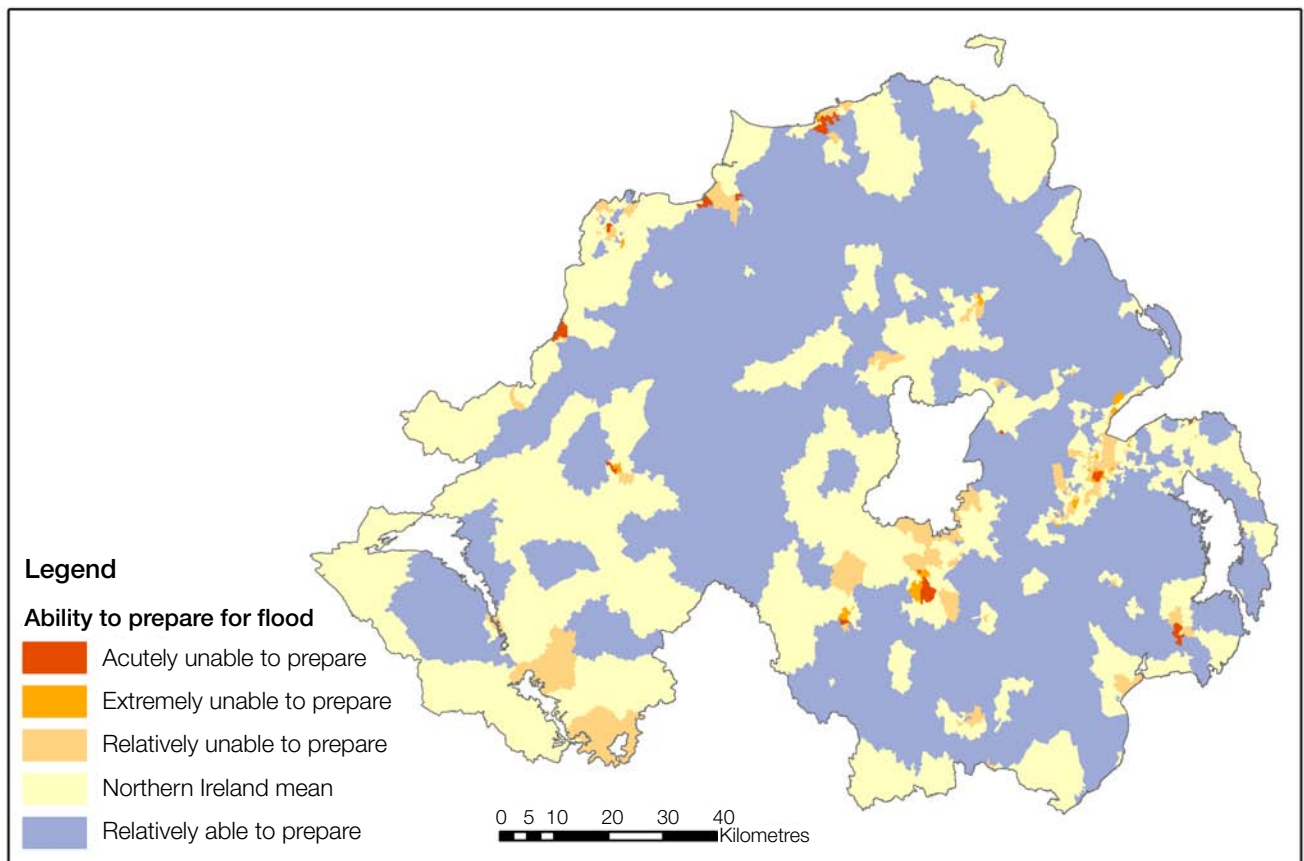 Legend
Ability to prepare for flood
Acutely unable to prepare
Extremely unable to prepare
Relatively unable to prepare
Northern Ireland mean
Relatively able to prepare
0 5 10 20 30 40
Kilometres